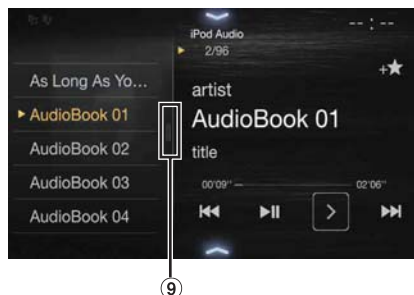 iPod Audio
-- : --
2/96
As Long As Yo...
AudioBook 01
AudioBook 02
AudioBook 03
AudioBook 04
artist
AudioBook 01
title
00'09"
02'06"
⑨